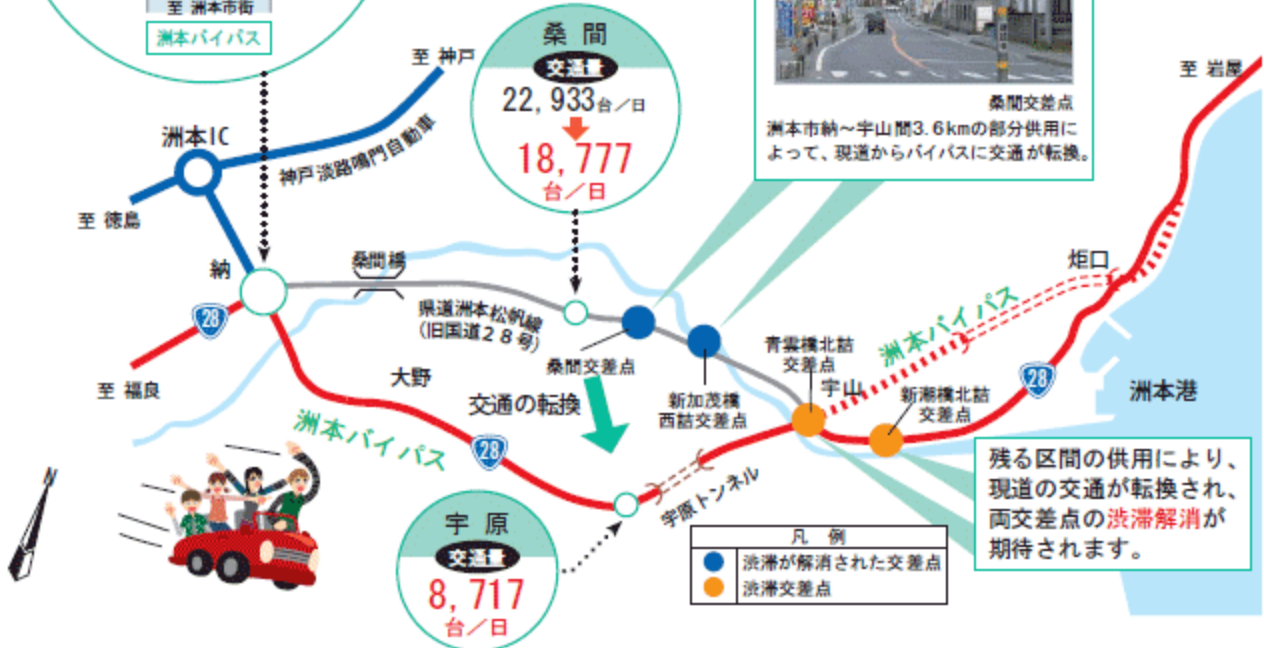 至 洲本市街
洲本バイパス
至 神戸
桑 間
交通量
22,933台／日
18,777
台／日
桑間交差点
洲本市納～宇山間3.6kmの部分供用に
よって、現道からバイパスに交通が転換。
至 岩屋
洲本IC
神戸淡路鳴門自動車
至 徳島
納
桑間橋
炬口
28
県道洲本松帆線
（旧国道２８号）
洲本バイパス
桑間交差点
青雲橋北詰
交差点
宇山
28
至 福良
大野
交通の転換
新加茂橋
西詰交差点
新潮橋北詰
交差点
洲本港
洲本バイパス
28
宇原トンネル
残る区間の供用により、
現道の交通が転換され、
両交差点の渋滞解消が
期待されます。
N
宇 原
交通量
8,717
台／日
凡 例
渋滞が解消された交差点
渋滞交差点